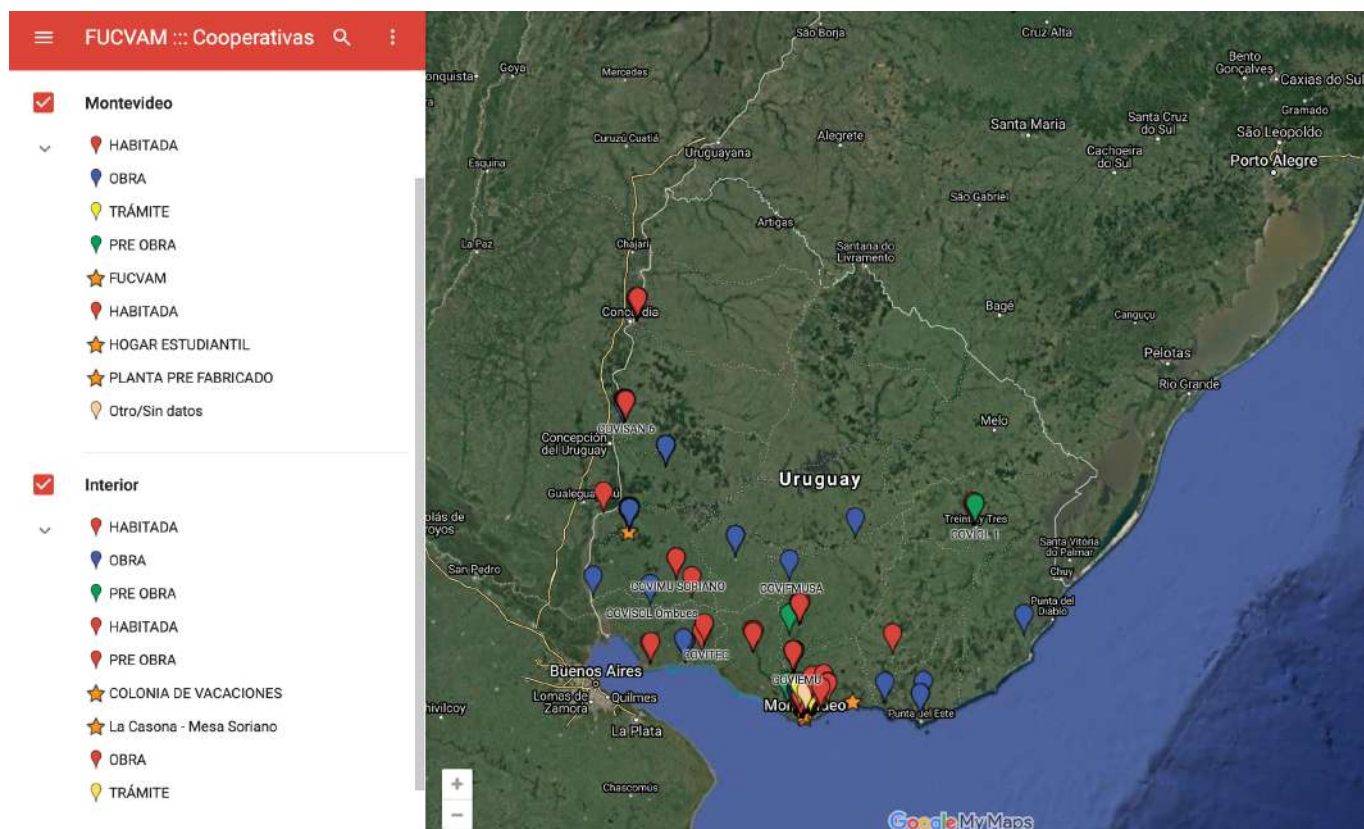 FUCVAM ::: Cooperativas
Montevideo
HABITADA
OBRA
TRÁMITE
PRE OBRA
FUCVAM
HABITADA
HOGAR ESTUDIANTIL
PLANTA PRE FABRICADO
Otro/Sin datos
Interior
HABITADA
OBRA
PRE OBRA
HABITADA
PRE OBRA
COLONIA DE VACACIONES
La Casona - Mesa Soriano
OBRA
TRÁMITE
São Borja
Cruz Alta
Bento
Gonçalves
Caxias do Sul
Goya
Mercedes
Gramado
Santa Maria
Santa Cruz
do Sul
São Leopoldo
Curuzú Cuatiá
Alegrete
Uruguayana
Cachoeira
do Sul
Porto Alegre
Esquina
São Gabriel
Artigas
La Paz
Chajarí
Santana do
Livramento
Bagé
Canguçu
Pelotas
Rio Grande
Melo
COVISAN 6
Concepción
del Uruguay
Uruguay
COVISOL 1
Santa Vitória
do Palmar
Chuy
San Pedro
COVIMU SORIANO
COVIEMUSA
Punta del
Diablo
COVISOL Ombues
COVITEC
Buenos Aires
COVIEMU
Lomas de
Zamora
Quilmes
Punta del Este
La Plata
Chascomús
+
−
Google My Maps